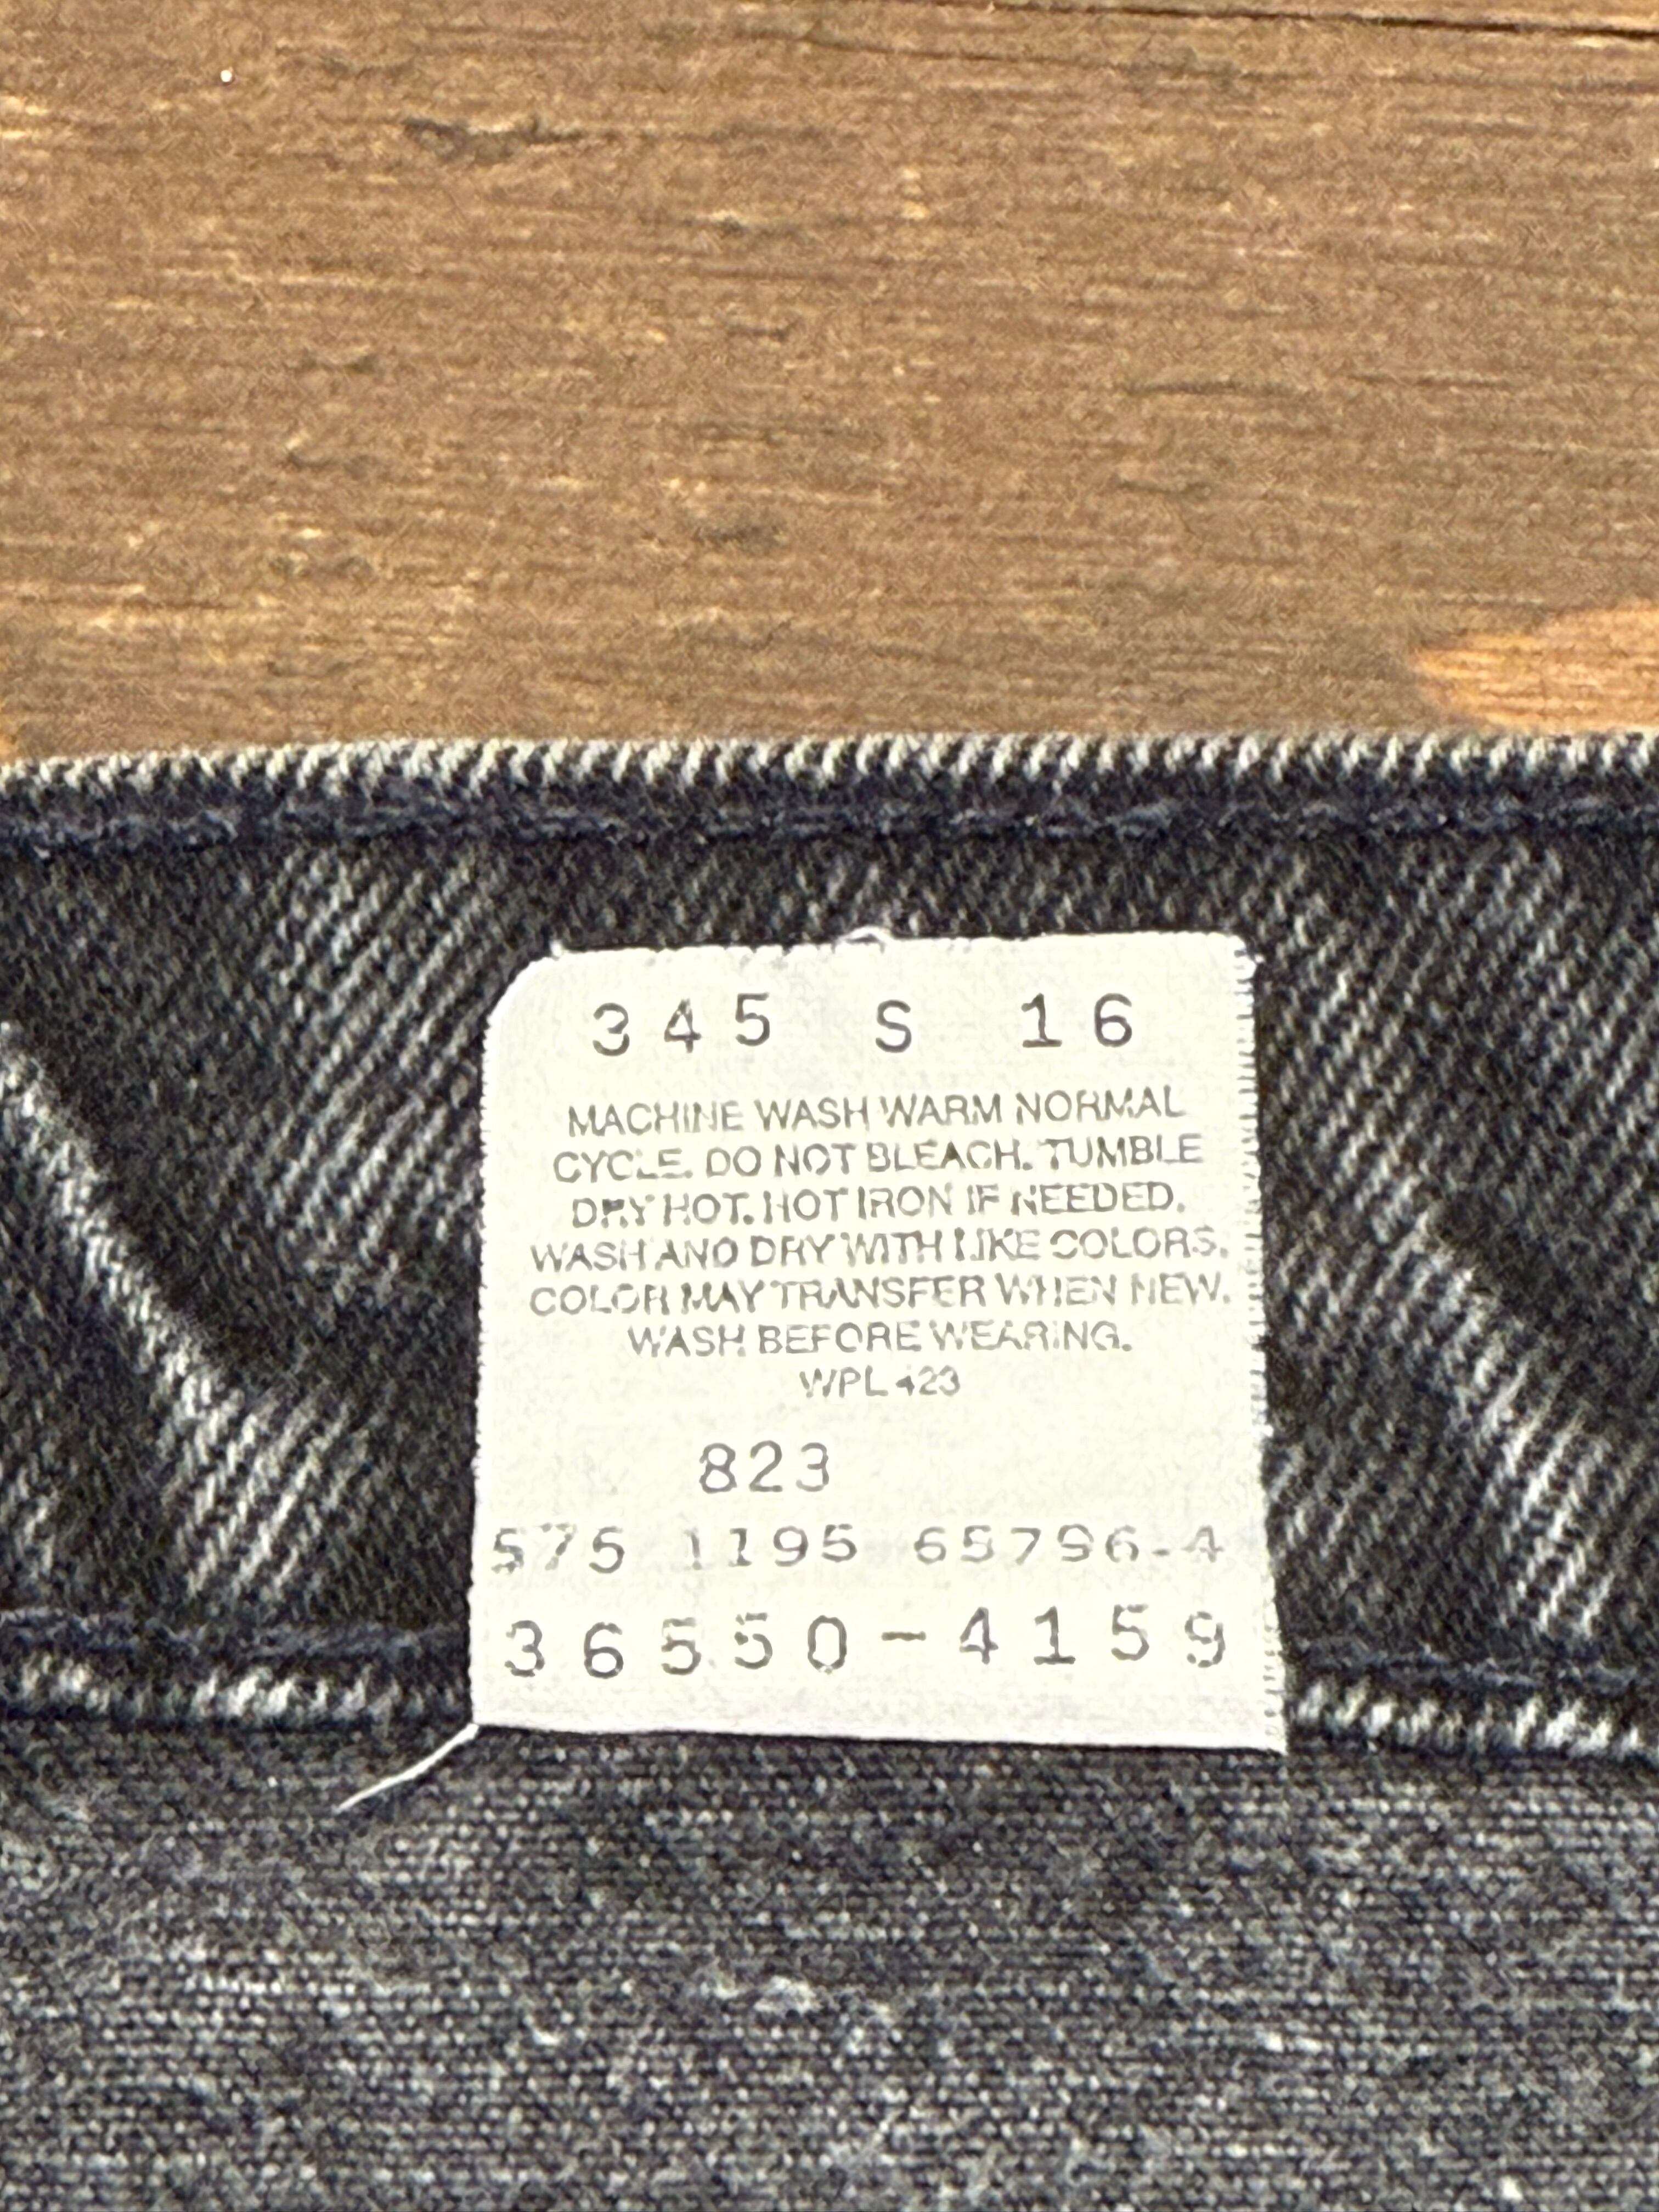 345 S 16
MACHINE WASH WARM NORMAL
CYCLE. DO NOT BLEACH. TUMBLE
DRY HOT. HOT IRON IF NEEDED.
WASH AND DRY WITH LIKE COLORS.
COLOR MAY TRANSFER WHEN NEW.
WASH BEFORE WEARING.
WPL 423
823
575 1195 65796-4
36550-4159